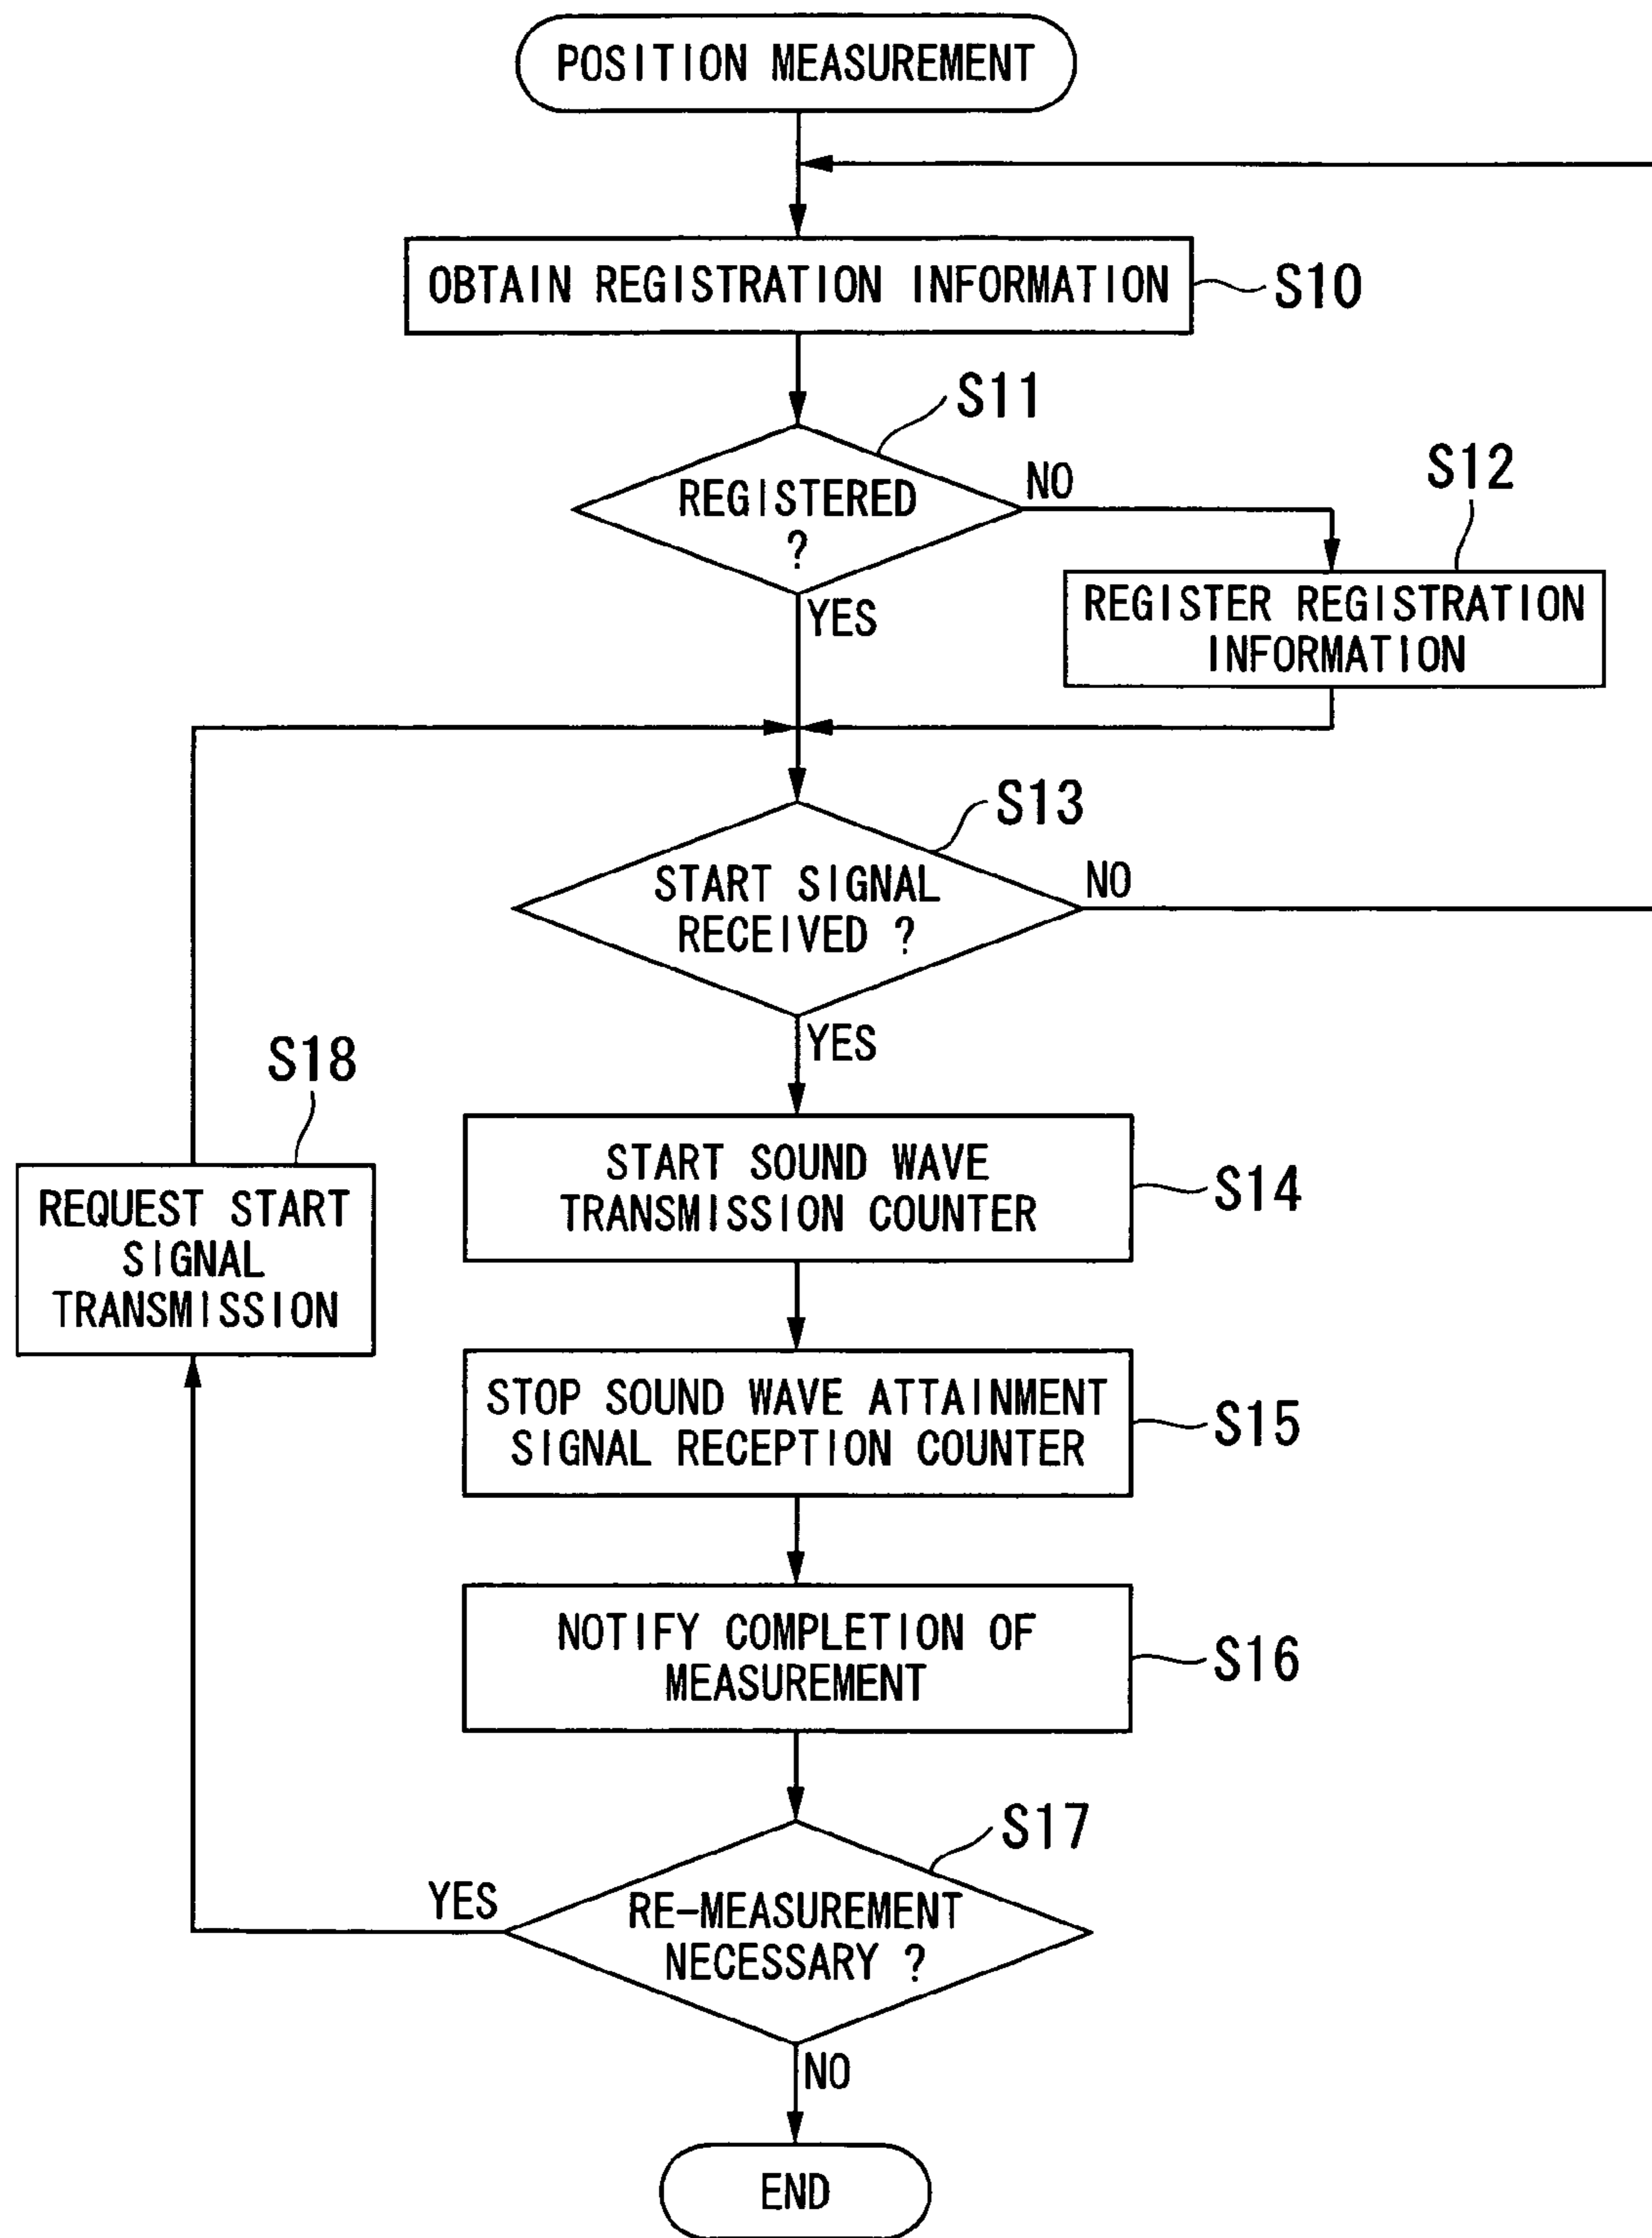 POSITION MEASUREMENT
OBTAIN REGISTRATION INFORMATION
S10
S11
REGISTERED
?
NO
YES
S12
REGISTER REGISTRATION
INFORMATION
S13
START SIGNAL
RECEIVED ?
NO
YES
S14
START SOUND WAVE
TRANSMISSION COUNTER
S18
REQUEST START
SIGNAL
TRANSMISSION
STOP SOUND WAVE ATTAINMENT
SIGNAL RECEPTION COUNTER
S15
NOTIFY COMPLETION OF
MEASUREMENT
S16
S17
RE-MEASUREMENT
NECESSARY ?
YES
NO
END